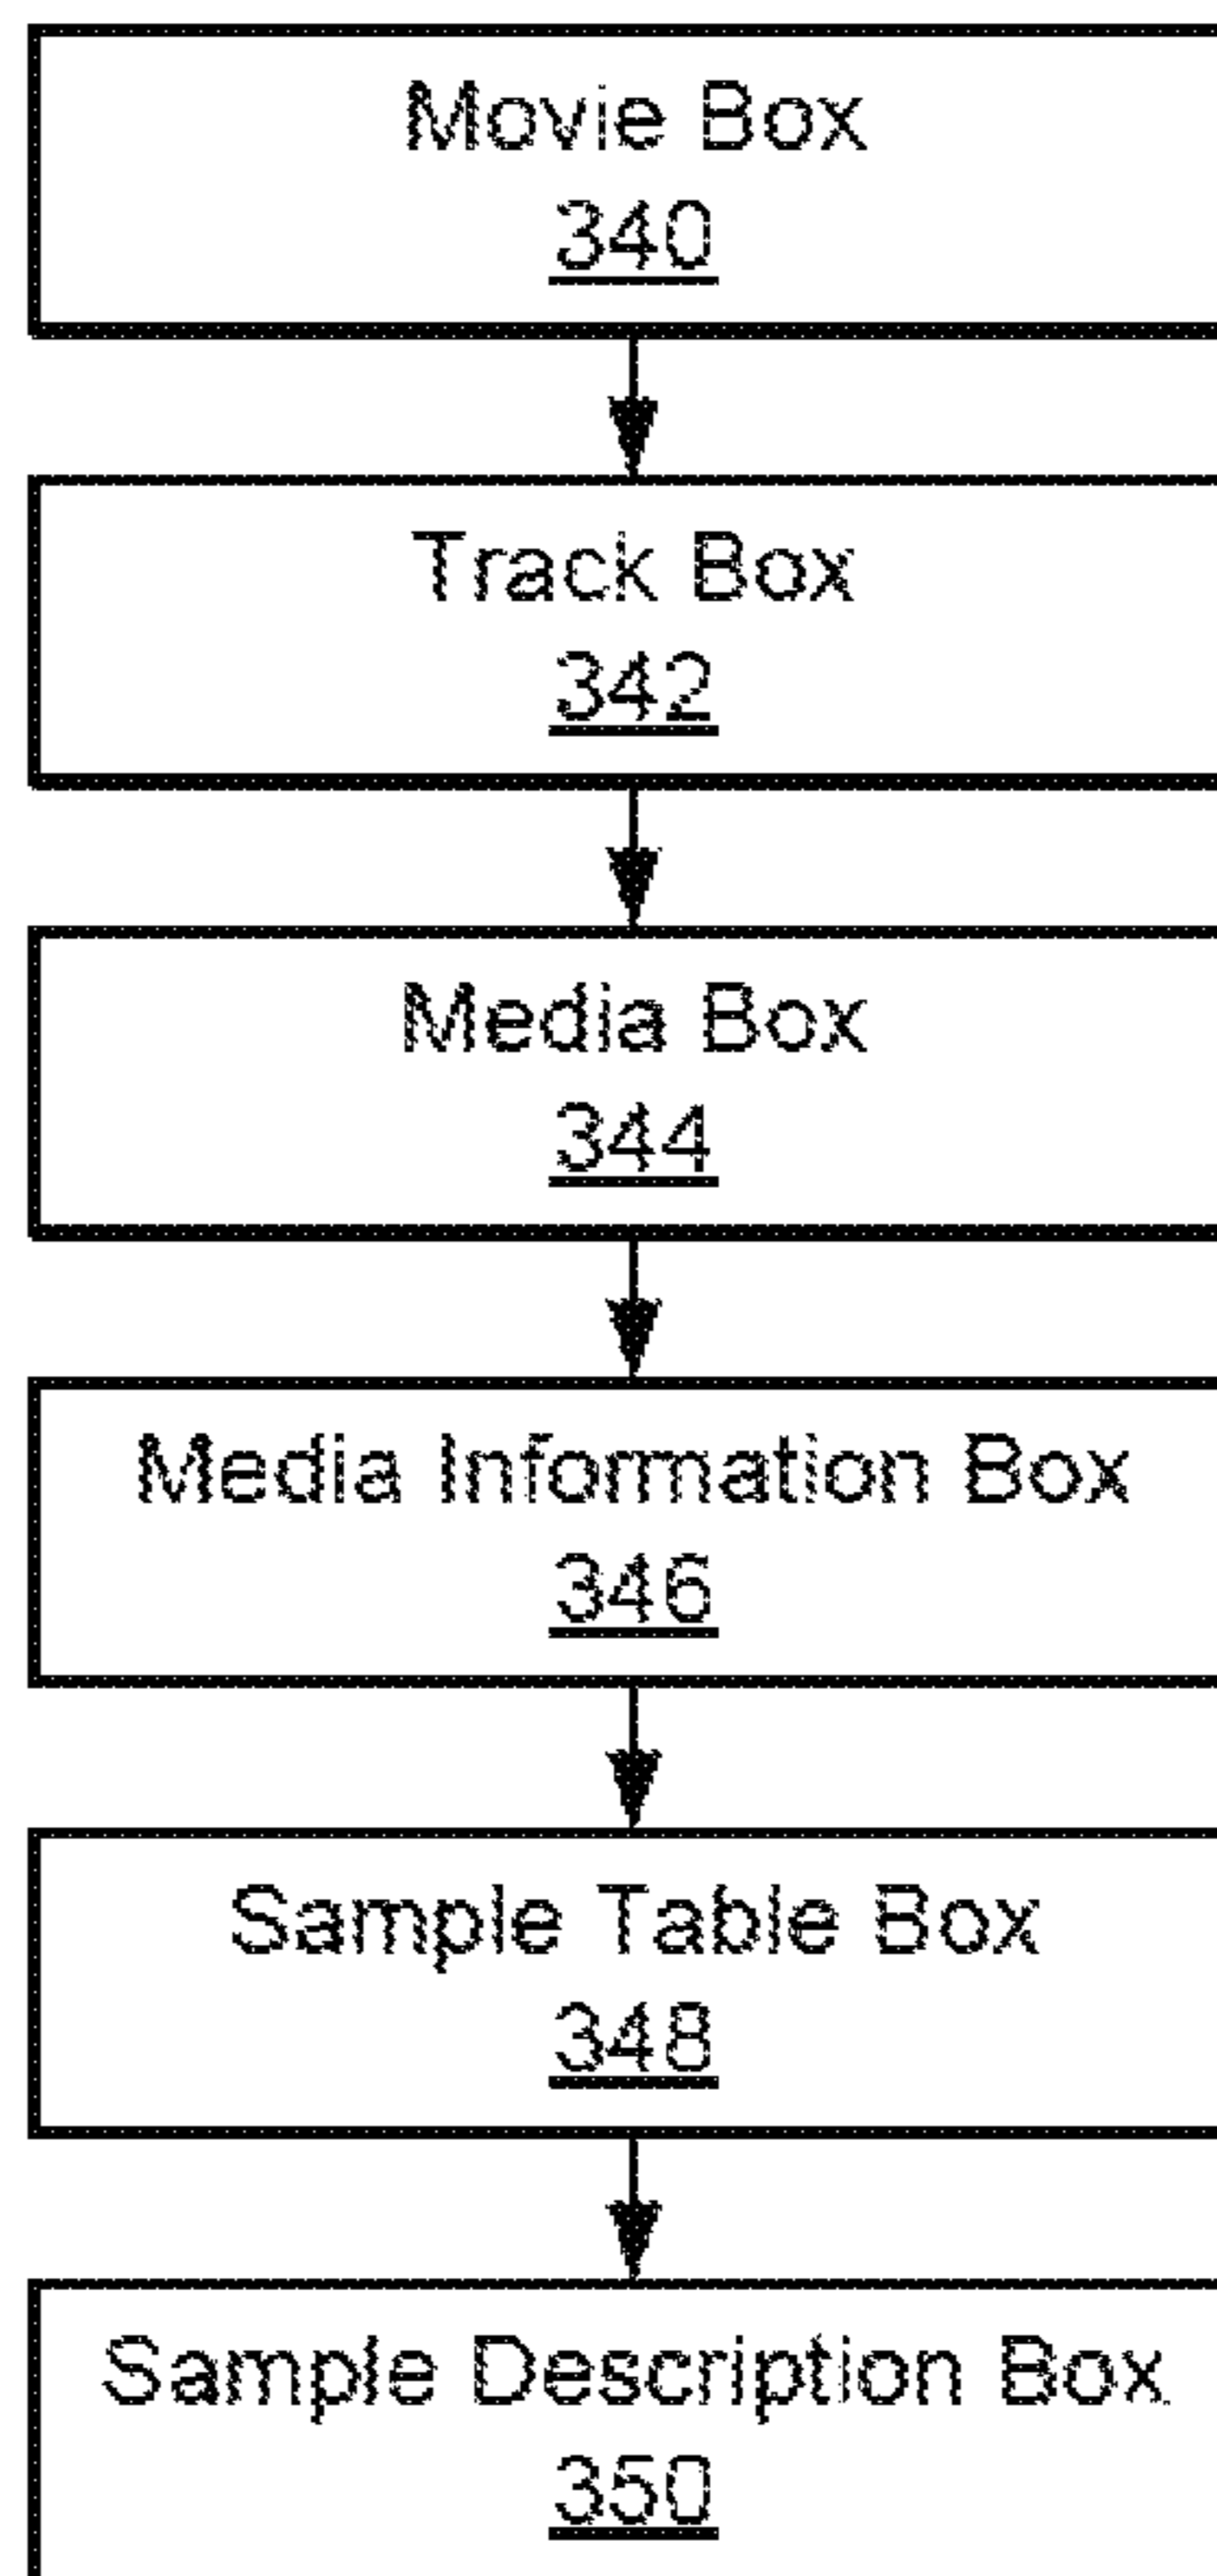 Movie Box
340
Track Box
342
Media Box
344
Media Information Box
346
Sample Table Box
348
Sample Description Box
350